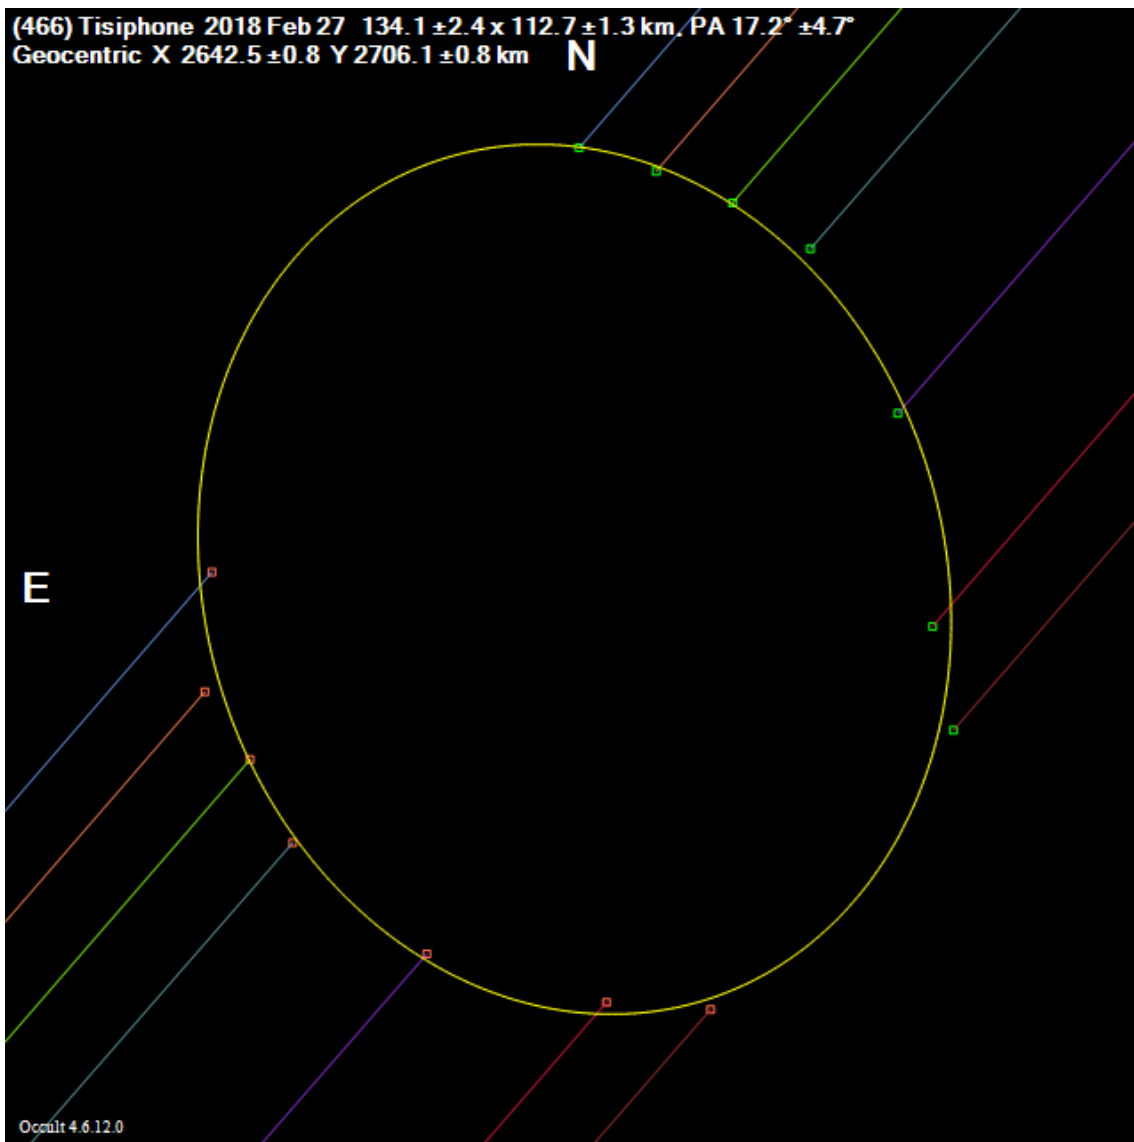 (466) Tisiphone 2018 Feb 27 134.1 ±2.4 x 112.7 ±1.3 km, PA 17.2° ±4.7°
Geocentric X 2642.5 ±0.8 Y 2706.1 ±0.8 km
N
E
Occult 4.6.12.0